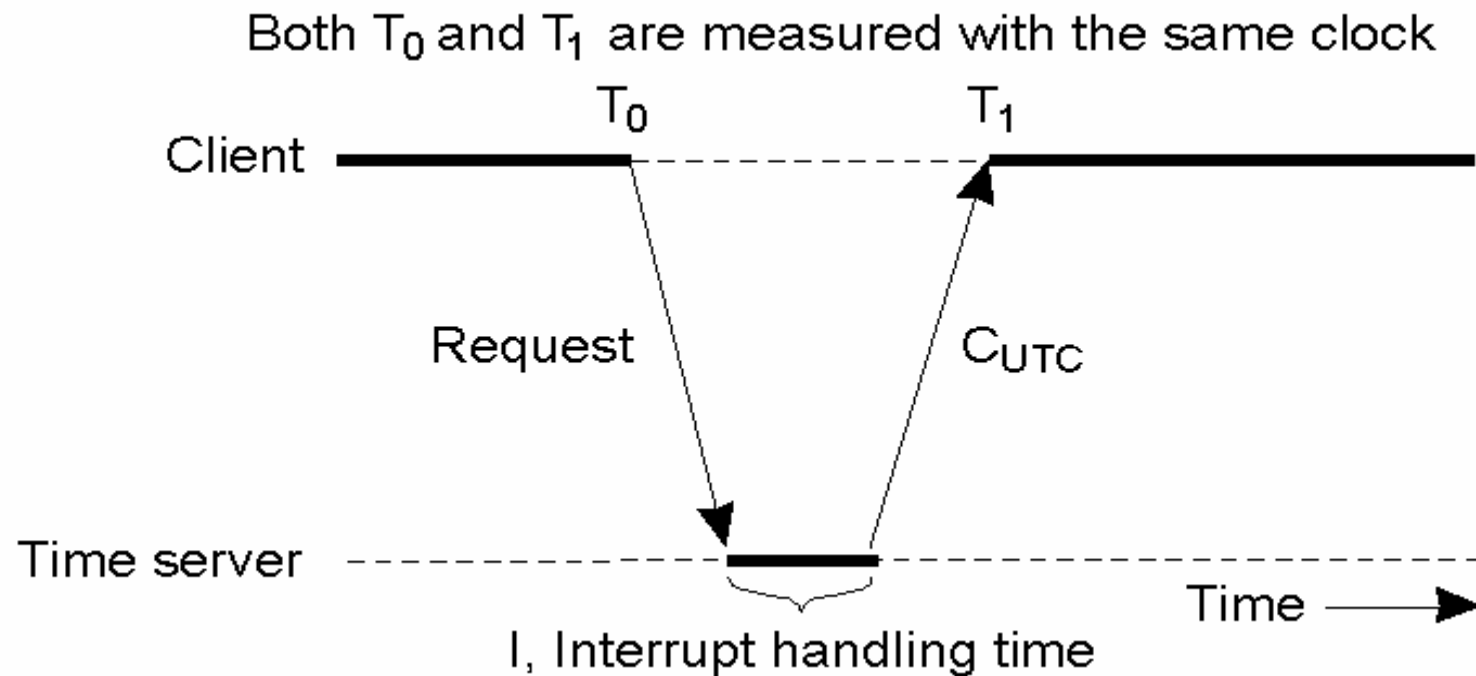 Both T₀ and T₁ are measured with the same clock
T₀
T₁
Client
Request
C_UTC
Time server
Time
I, Interrupt handling time